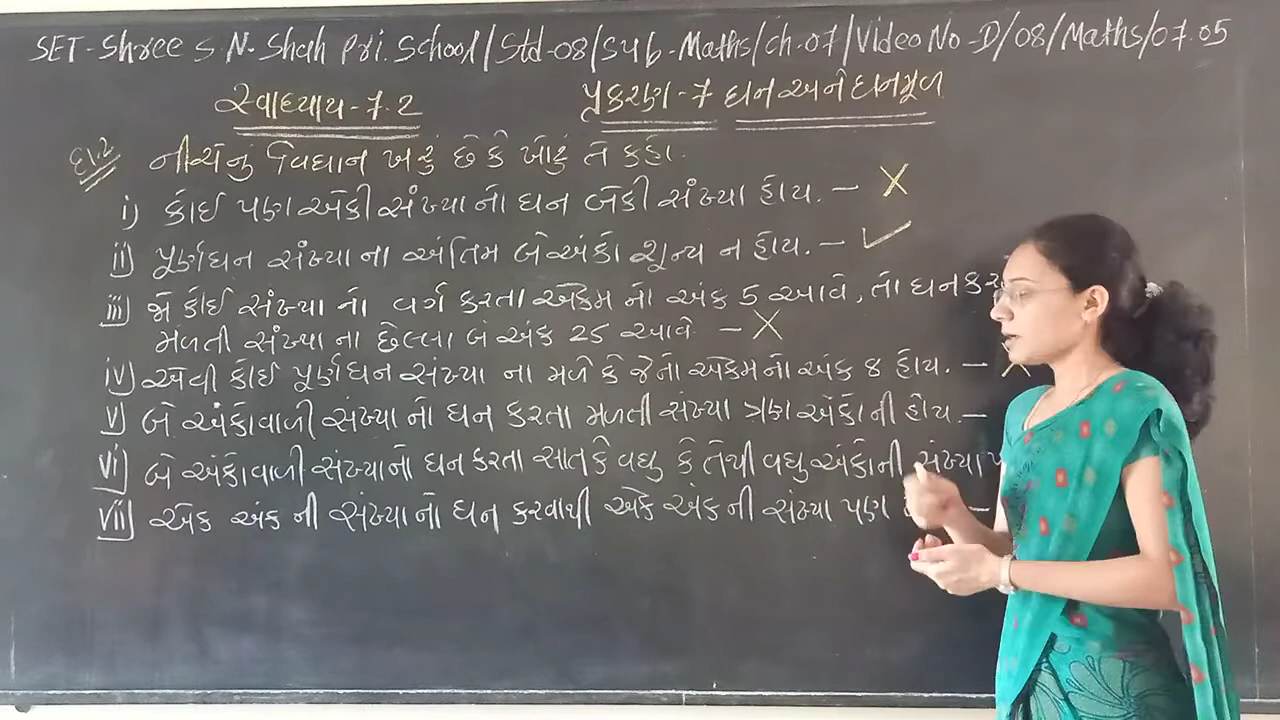 SET-Shree S N. Shah Pri. School/Std-08/Sub-Maths/ch.07/Video No-D/08/Maths/07.05
સ્વાધ્યાય-7.2
પ્રકરણ-7 ઘન અને ઘનમૂળ
દા.2 નીચેનું વિધાન ખરું છે કે ખોટું તે કહો.
i) કોઈ પણ એકી સંખ્યાનો ઘન બેકી સંખ્યા હોય. – X
ii) પૂર્ણઘન સંખ્યાના અંતિમ બે અંકો શૂન્ય ન હોય. – ✓
iii) જો કોઈ સંખ્યા નો વર્ગ કરતા એકમ નો અંક 5 આવે, તો ઘન કર
મળતી સંખ્યા ના છેલ્લા બે અંક 25 આવે – X
iv) એવી કોઈ પૂર્ણઘન સંખ્યા ના મળે કે જેનો એકમનો અંક 8 હોય. – X
v) બે અંકોવાળી સંખ્યા નો ઘન કરતા મળતી સંખ્યા ત્રણ અંકોની હોય –
vi) બે અંકોવાળી સંખ્યાનો ઘન કરતા સાત કે વધુ કે તેથી વધુ અંકોની સંખ્યા
vii) એક અંક ની સંખ્યાનો ઘન કરવાથી એક અંક ની સંખ્યા પણ –